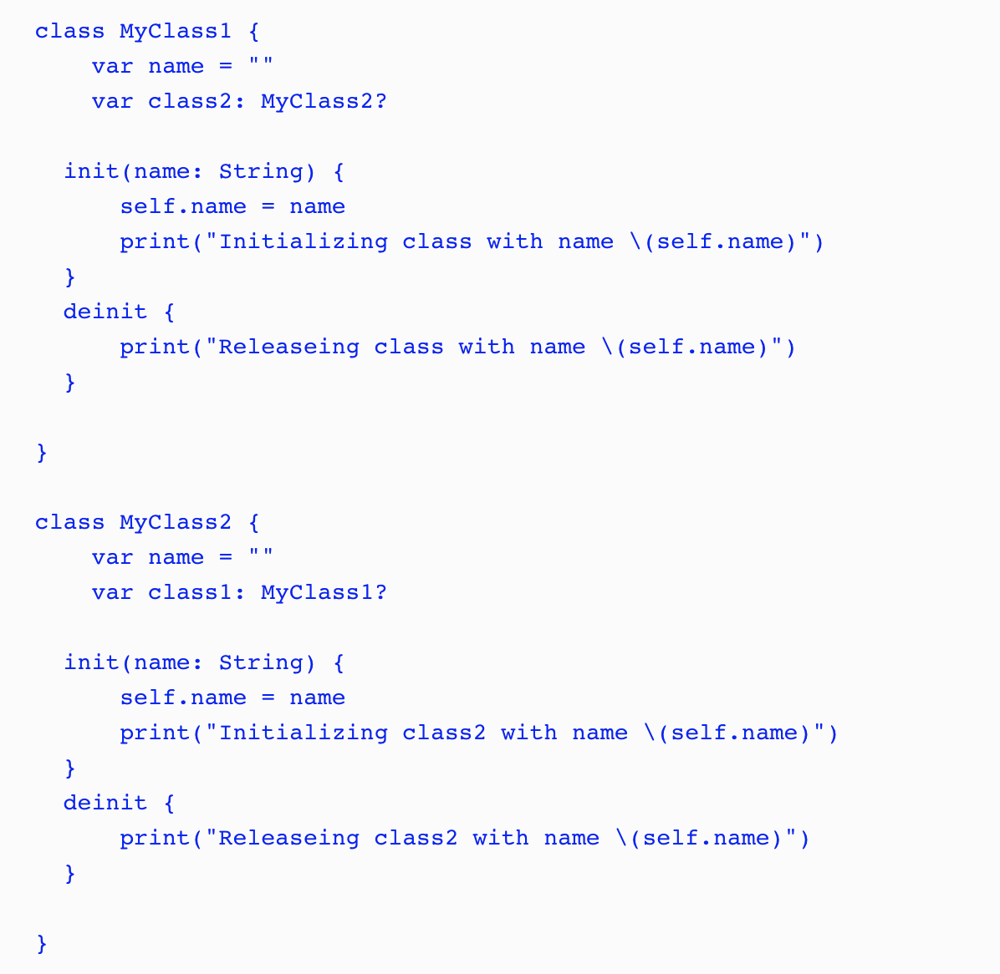 class MyClass1 {
    var name = ""
    var class2: MyClass2?

  init(name: String) {
      self.name = name
      print("Initializing class with name \(self.name)")
  }
  deinit {
      print("Releaseing class with name \(self.name)")
  }

}

class MyClass2 {
    var name = ""
    var class1: MyClass1?

  init(name: String) {
      self.name = name
      print("Initializing class2 with name \(self.name)")
  }
  deinit {
      print("Releaseing class2 with name \(self.name)")
  }

}